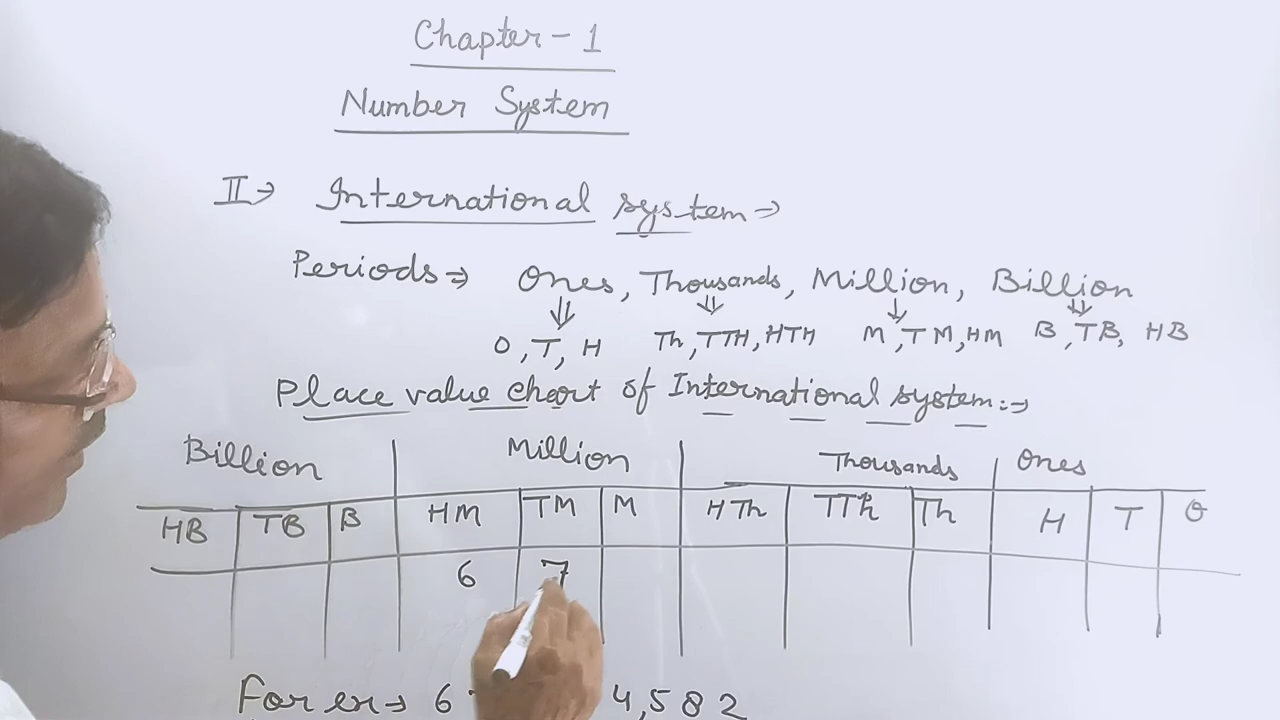 Chapter - 1
Number System
II⇒ International system ⇒
Periods ⇒ Ones, Thousands, Million, Billion
⇓ ⇓ ↓ ⇓
O, T, H Th, TTH, HTH M, TM, HM B, TB, HB
Place value chart of International system :→
Billion Million Thousands Ones
HB TB B HM TM M HTh TTh Th H T O
6 7
For ex→ 6 4,582